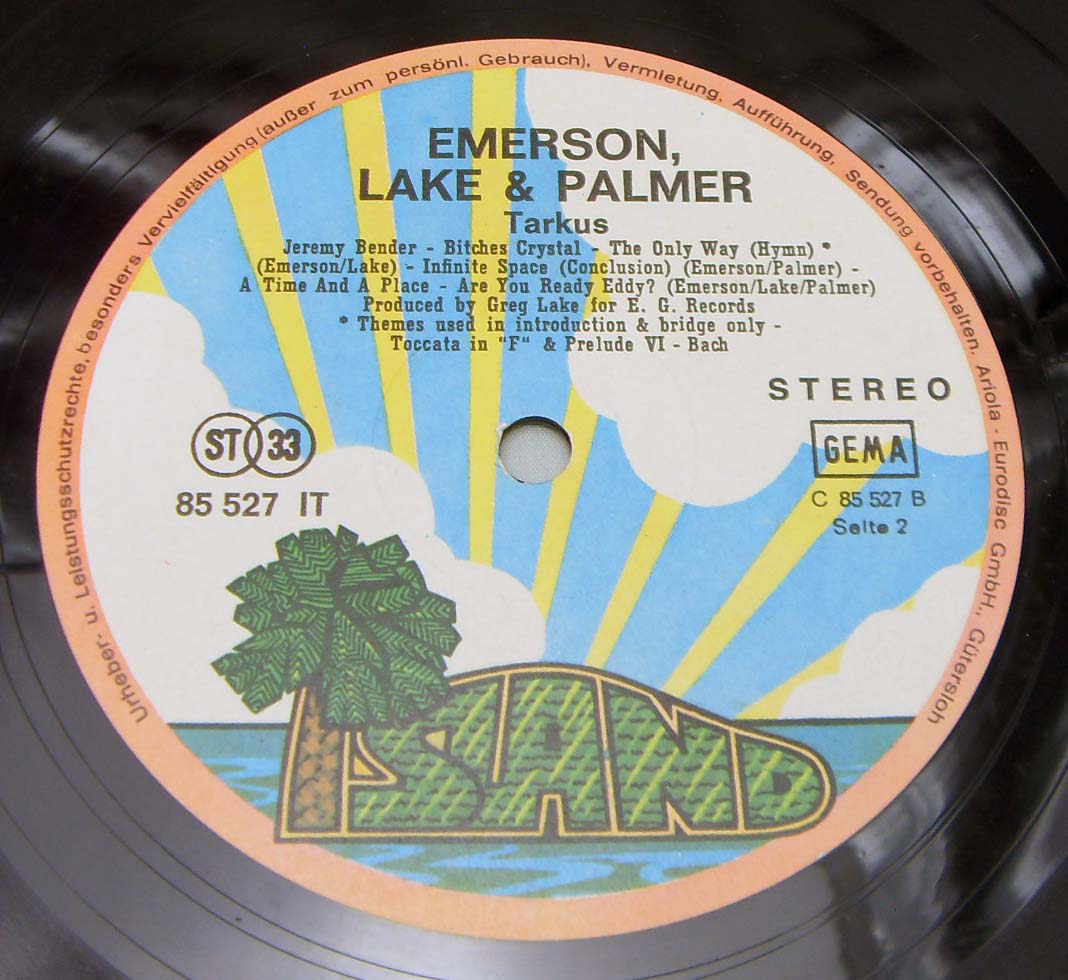 EMERSON,
LAKE & PALMER
Tarkus
Jeremy Bender - Bitches Crystal - The Only Way (Hymn) *
(Emerson/Lake) - Infinite Space (Conclusion) (Emerson/Palmer) -
A Time And A Place - Are You Ready Eddy? (Emerson/Lake/Palmer)
Produced by Greg Lake for E. G. Records
* Themes used in introduction & bridge only -
Toccata in "F" & Prelude VI - Bach
STEREO
ST 33
GEMA
85 527 IT
C 85 527 B
Seite 2
ISLAND
Urheber- u. Leistungsschutzrechte, besonders Vervielfältigung (außer zum persönl. Gebrauch), Vermietung, Aufführung, Sendung vorbehalten. Ariola - Eurodisc GmbH., Gütersloh